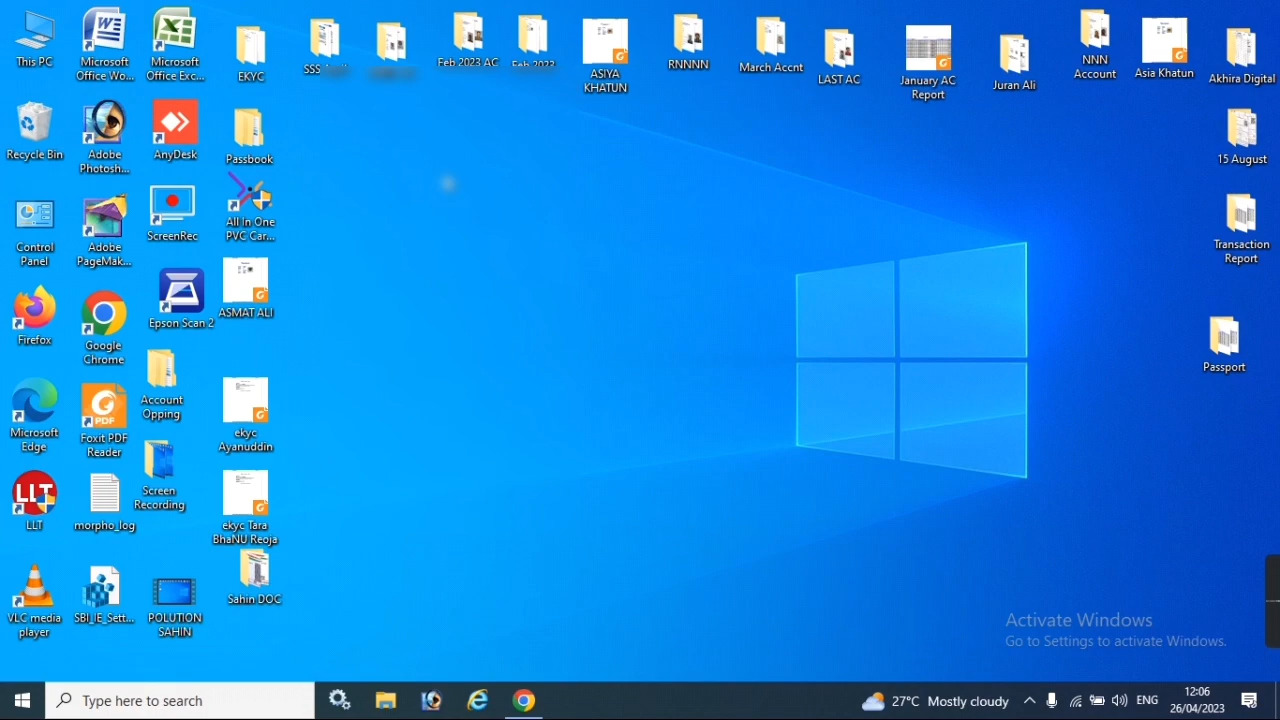 This PC
Microsoft
Office Wo...
Microsoft
Office Exc...
EKYC
SSS
Feb 2023 AC
Feb 2023
ASIYA
KHATUN
RNNNN
March Accnt
LAST AC
January AC
Report
Juran Ali
NNN
Account
Asia Khatun
Akhira Digital
Recycle Bin
Adobe
Photosh...
AnyDesk
Passbook
15 August
Control
Panel
Adobe
PageMak...
ScreenRec
All In One
PVC Car...
Transaction
Report
Firefox
Google
Chrome
Epson Scan 2
ASMAT ALI
Passport
Microsoft
Edge
PDF
Foxit PDF
Reader
Account
Opping
ekyc
Ayanuddin
LLT
LLT
morpho_log
Screen
Recording
ekyc Tara
BhaNU Reoja
VLC media
player
SBI_IE_Sett...
POLUTION
SAHIN
Sahin DOC
Activate Windows
Go to Settings to activate Windows.
Type here to search
27°C Mostly cloudy
ENG
12:06
26/04/2023